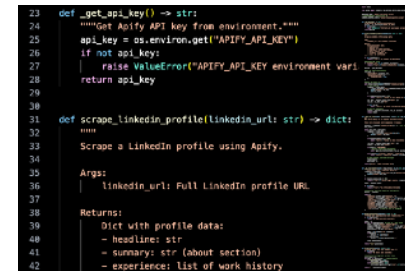 23 def _get_api_key() -> str:
24 """Get Apify API key from environment."""
25 api_key = os.environ.get("APIFY_API_KEY")
26 if not api_key:
27 raise ValueError("APIFY_API_KEY environment vari
28 return api_key
29
30
31 def scrape_linkedin_profile(linkedin_url: str) -> dict:
32 """
33 Scrape a LinkedIn profile using Apify.
34
35 Args:
36 linkedin_url: Full LinkedIn profile URL
37
38 Returns:
39 Dict with profile data:
40 - headline: str
41 - summary: str (about section)
42 - experience: list of work history